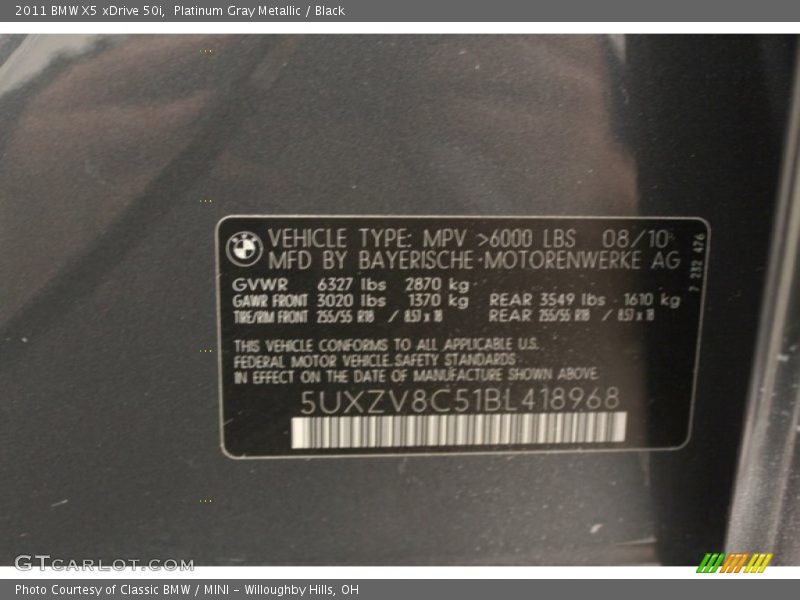 2011 BMW X5 xDrive 50i, Platinum Gray Metallic / Black
BMW
VEHICLE TYPE: MPV >6000 LBS 08/10
MFD BY BAYERISCHE-MOTORENWERKE AG
GVWR 6327 lbs 2870 kg
GAWR FRONT 3020 lbs 1370 kg REAR 3549 lbs - 1610 kg
TIRE/RIM FRONT 255/55 R18 / 8.5J x 18 REAR 255/55 R18 / 8.5J x 18
THIS VEHICLE CONFORMS TO ALL APPLICABLE U.S.
FEDERAL MOTOR VEHICLE SAFETY STANDARDS
IN EFFECT ON THE DATE OF MANUFACTURE SHOWN ABOVE.
5UXZV8C51BL418968
7 232 426
GTCARLOT.COM
Photo Courtesy of Classic BMW / MINI - Willoughby Hills, OH